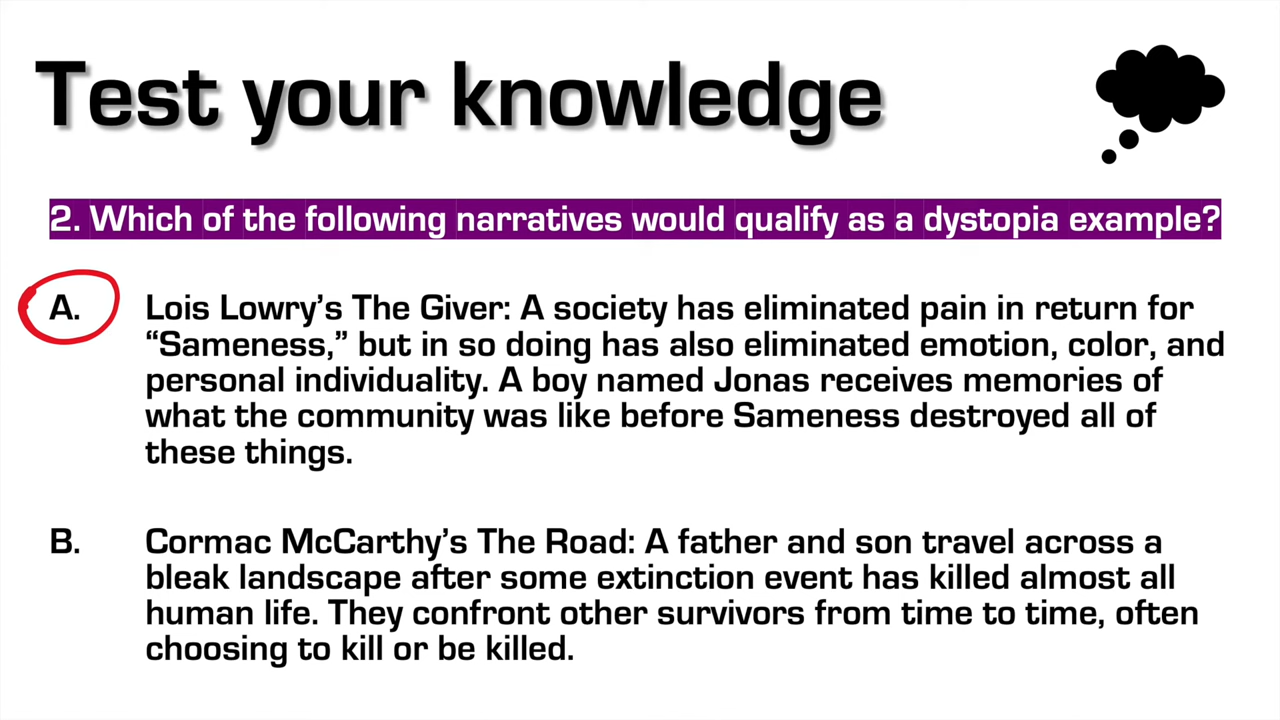 Test your knowledge
2. Which of the following narratives would qualify as a dystopia example?
A. Lois Lowry’s The Giver: A society has eliminated pain in return for
“Sameness,” but in so doing has also eliminated emotion, color, and
personal individuality. A boy named Jonas receives memories of
what the community was like before Sameness destroyed all of
these things.
B. Cormac McCarthy’s The Road: A father and son travel across a
bleak landscape after some extinction event has killed almost all
human life. They confront other survivors from time to time, often
choosing to kill or be killed.